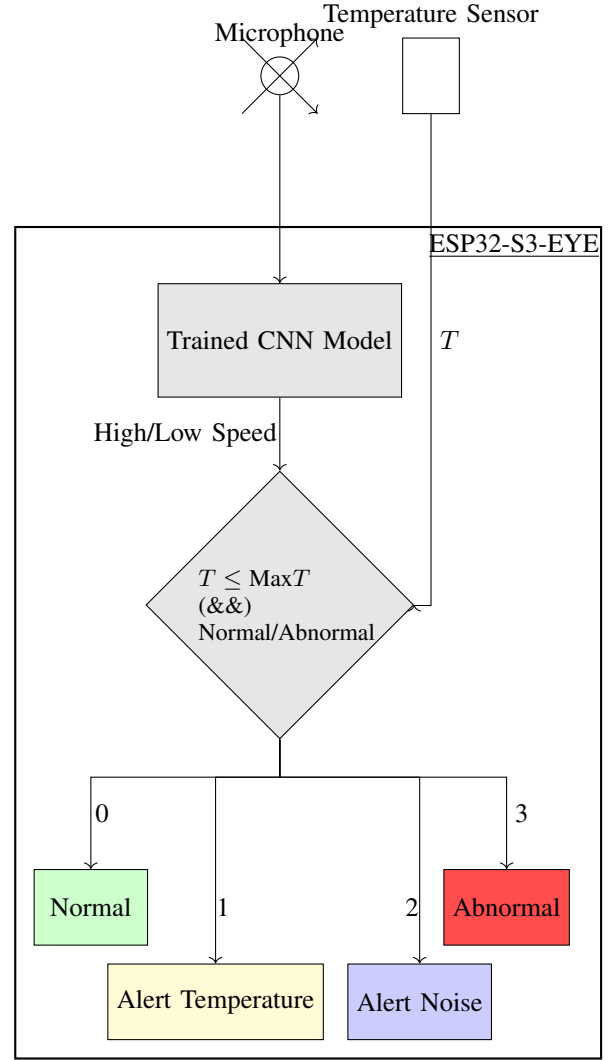 Temperature Sensor
Microphone
ESP32-S3-EYE
Trained CNN Model
T
High/Low Speed
T ≤ MaxT
(&&)
Normal/Abnormal
0
3
Normal
1
2
Abnormal
Alert Temperature
Alert Noise